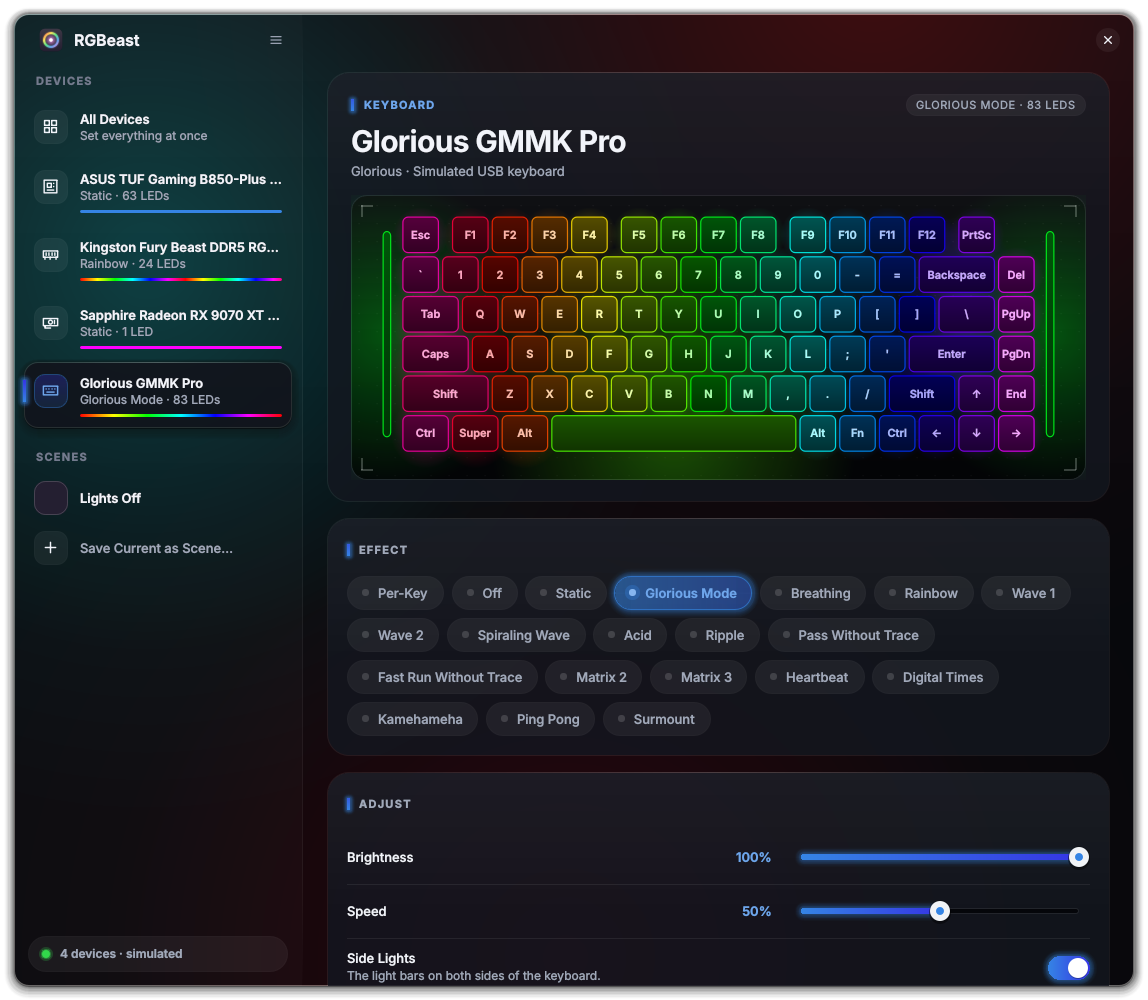 RGBeast
DEVICES
All Devices
Set everything at once
ASUS TUF Gaming B850-Plus ...
Static · 63 LEDs
Kingston Fury Beast DDR5 RG...
Rainbow · 24 LEDs
Sapphire Radeon RX 9070 XT ...
Static · 1 LED
Glorious GMMK Pro
Glorious Mode · 83 LEDs
SCENES
Lights Off
Save Current as Scene...
4 devices · simulated
KEYBOARD
GLORIOUS MODE · 83 LEDS
Glorious GMMK Pro
Glorious · Simulated USB keyboard
Esc F1 F2 F3 F4 F5 F6 F7 F8 F9 F10 F11 F12 PrtSc
` 1 2 3 4 5 6 7 8 9 0 - = Backspace Del
Tab Q W E R T Y U I O P [ ] \ PgUp
Caps A S D F G H J K L ; ' Enter PgDn
Shift Z X C V B N M , . / Shift ↑ End
Ctrl Super Alt Alt Fn Ctrl ← ↓ →
EFFECT
Per-Key Off Static Glorious Mode Breathing Rainbow Wave 1
Wave 2 Spiraling Wave Acid Ripple Pass Without Trace
Fast Run Without Trace Matrix 2 Matrix 3 Heartbeat Digital Times
Kamehameha Ping Pong Surmount
ADJUST
Brightness 100%
Speed 50%
Side Lights
The light bars on both sides of the keyboard.